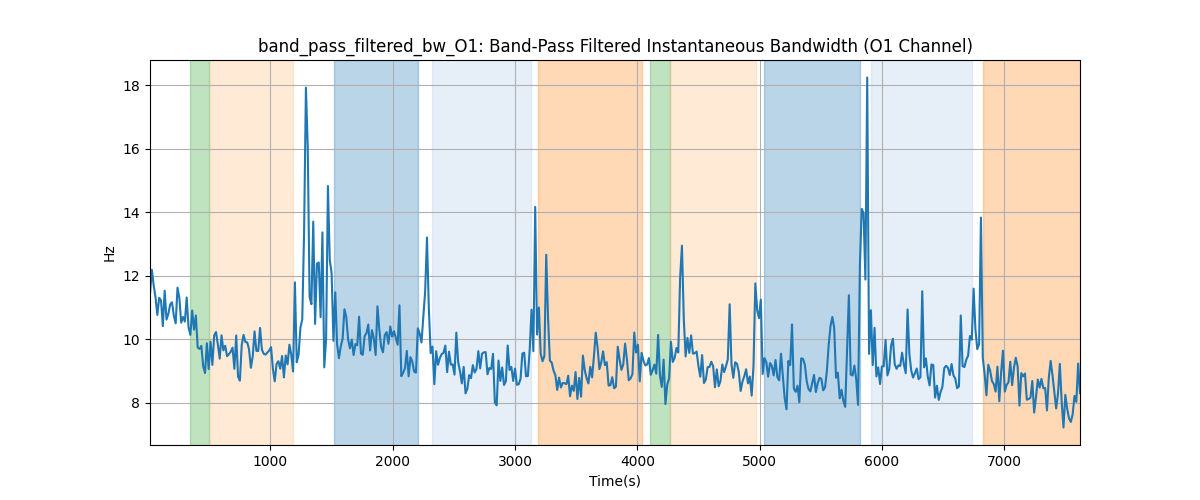 band_pass_filtered_bw_O1: Band-Pass Filtered Instantaneous Bandwidth (O1 Channel)
18
16
14
12
10
8
Hz
1000 2000 3000 4000 5000 6000 7000
Time(s)